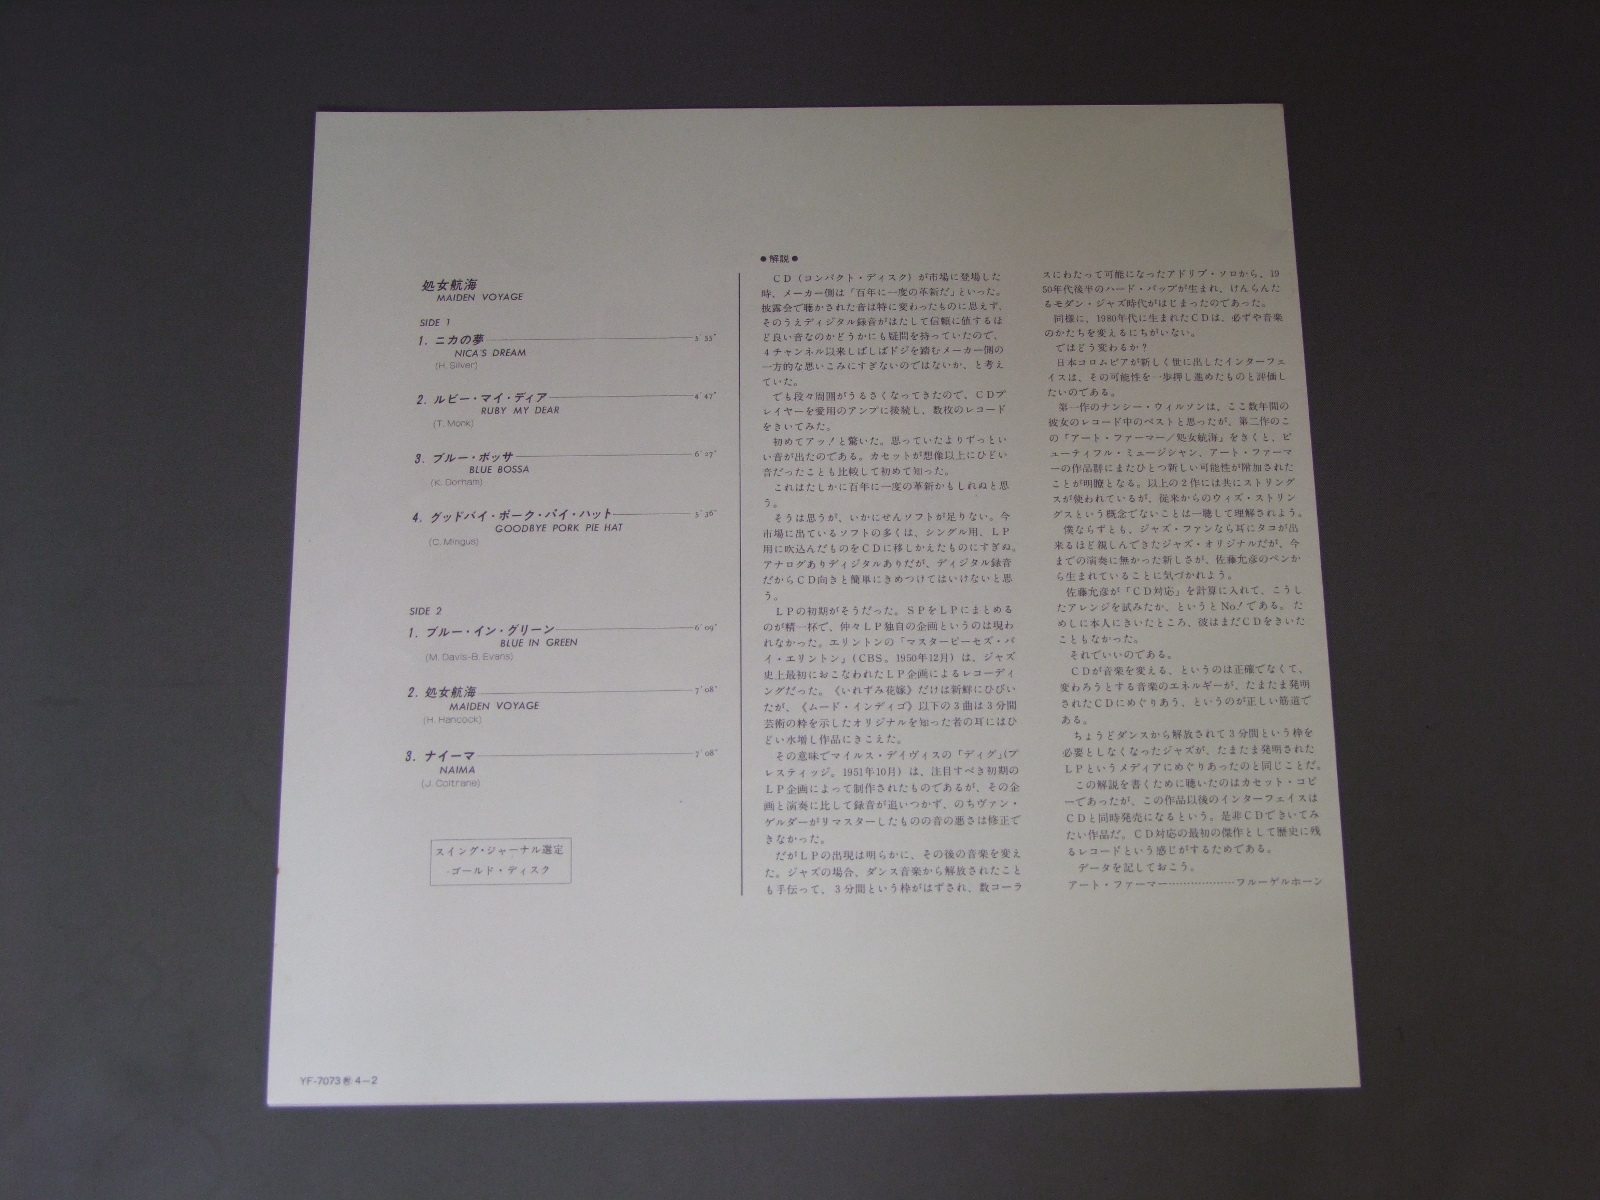 処女航海
MAIDEN VOYAGE
SIDE 1
1. ニカの夢 5′55″
NICA'S DREAM
(H. Silver)
2. ルビー・マイ・ディア 4′47″
RUBY MY DEAR
(T. Monk)
3. ブルー・ボッサ 6′07″
BLUE BOSSA
(K. Dorham)
4. グッドバイ・ポーク・パイ・ハット 5′36″
GOODBYE PORK PIE HAT
(C. Mingus)
SIDE 2
1. ブルー・イン・グリーン 6′09″
BLUE IN GREEN
(M. Davis-B. Evans)
2. 処女航海 7′08″
MAIDEN VOYAGE
(H. Hancock)
3. ナイーマ 7′08″
NAIMA
(J. Coltrane)
スイング・ジャーナル選定
ゴールド・ディスク
YF-7073 4-2
●解説●
CD（コンパクト・ディスク）が市場に登場した
時、メーカー側は「百年に一度の革新だ」といった。
披露会で聴かされた音は特に変わったものに思えず、
そのうえディジタル録音がはたして信頼に値するほ
ど良い音なのかどうかにも疑問を持っていたので、
4チャンネル以来しばしばドジを踏むメーカー側の
一方的な思いこみにすぎないのではないか、と考え
ていた。
でも段々周囲がうるさくなってきたので、CDプ
レイヤーを愛用のアンプに接続し、数枚のレコード
をきいてみた。
初めてアッ！と驚いた。思っていたよりずっとい
い音が出たのである。カセットが想像以上にひどい
音だったことも比較して初めて知った。
これはたしかに百年に一度の革新かもしれぬと思
う。
そうは思うが、いかにせんソフトが足りない。今
市場に出ているソフトの多くは、シングル用、LP
用に吹込んだものをCDに移しかえたものにすぎぬ。
アナログありディジタルありだが、ディジタル録音
だからCD向きと簡単にきめつけてはいけないと思
う。
LPの初期がそうだった。SPをLPにまとめる
のが精一杯で、仲々LP独自の企画というのは現わ
れなかった。エリントンの「マスターピーセズ・バ
イ・エリントン」(CBS。1950年12月）は、ジャズ
史上最初におこなわれたLP企画によるレコーディ
ングだった。《いれずみ花嫁》だけは新鮮にひびい
たが、《ムード・インディゴ》以下の3曲は3分間
芸術の粋を示したオリジナルを知った者の耳にはひ
どい水増し作品にきこえた。
その意味でマイルス・デイヴィスの「ディグ」(プ
レスティッジ。1951年10月）は、注目すべき初期の
LP企画によって制作されたものであるが、その企
画と演奏に比して録音が追いつかず、のちヴァン・
ゲルダーがリマスターしたものの音の悪さは修正で
きなかった。
だがLPの出現は明らかに、その後の音楽を変え
た。ジャズの場合、ダンス音楽から解放されたこと
も手伝って、3分間という枠がはずされ、数コーラ
スにわたって可能になったアドリブ・ソロから、19
50年代後半のハード・バップが生まれ、けんらんた
るモダン・ジャズ時代がはじまったのであった。
同様に、1980年代に生まれたCDは、必ずや音楽
のかたちを変えるにちがいない。
ではどう変わるか？
日本コロムビアが新しく世に出したインターフェ
イスは、その可能性を一歩押し進めたものと評価し
たいのである。
第一作のナンシー・ウィルソンは、ここ数年間の
彼女のレコード中のベストと思ったが、第二作のこ
の「アート・ファーマー／処女航海」をきくと、ビ
ューティフル・ミュージシャン、アート・ファーマ
ーの作品群にまたひとつ新しい可能性が附加された
ことが明瞭となる。以上の2作には共にストリング
スが使われているが、従来からのウィズ・ストリン
グスという概念でないことは一聴して理解されよう。
僕ならずとも、ジャズ・ファンなら耳にタコが出
来るほど親しんできたジャズ・オリジナルだが、今
までの演奏に無かった新しさが、佐藤允彦のペンか
ら生まれていることに気づかれよう。
佐藤允彦が「CD対応」を計算に入れて、こうし
たアレンジを試みたか、というとNo！である。た
めしに本人にきいたところ、彼はまだCDをきいた
こともなかった。
それでいいのである。
CDが音楽を変える、というのは正確でなくて、
変わろうとする音楽のエネルギーが、たまたま発明
されたCDにめぐりあう、というのが正しい筋道で
ある。
ちょうどダンスから解放されて3分間という枠を
必要としなくなったジャズが、たまたま発明された
LPというメディアにめぐりあったのと同じことだ。
この解説を書くために聴いたのはカセット・コピ
ーであったが、この作品以後のインターフェイスは
CDと同時発売になるという。是非CDできいてみ
たい作品だ。CD対応の最初の傑作として歴史に残
るレコードという感じがするためである。
データを記しておこう。
アート・ファーマー…………………フルーゲルホーン